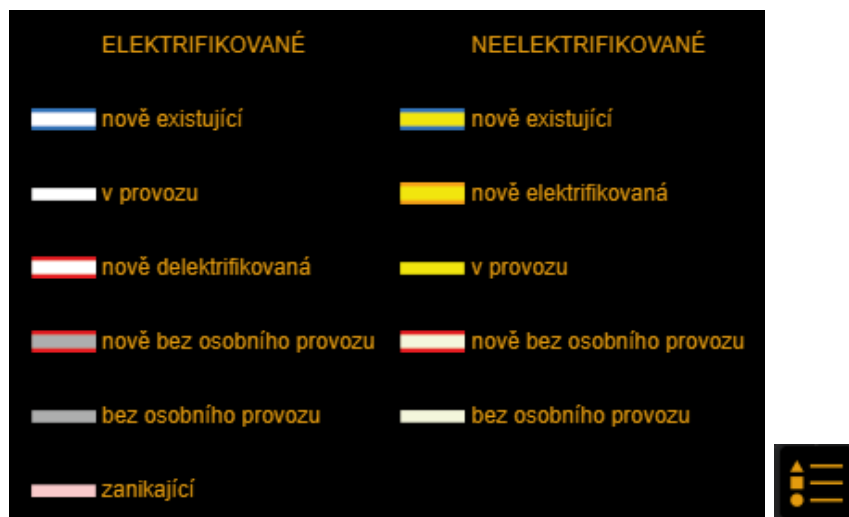 ELEKTRIFIKOVANÉ
nově existující
v provozu
nově delektrifikovaná
nově bez osobního provozu
bez osobního provozu
zanikající
NEELEKTRIFIKOVANÉ
nově existující
nově elektrifikovaná
v provozu
nově bez osobního provozu
bez osobního provozu